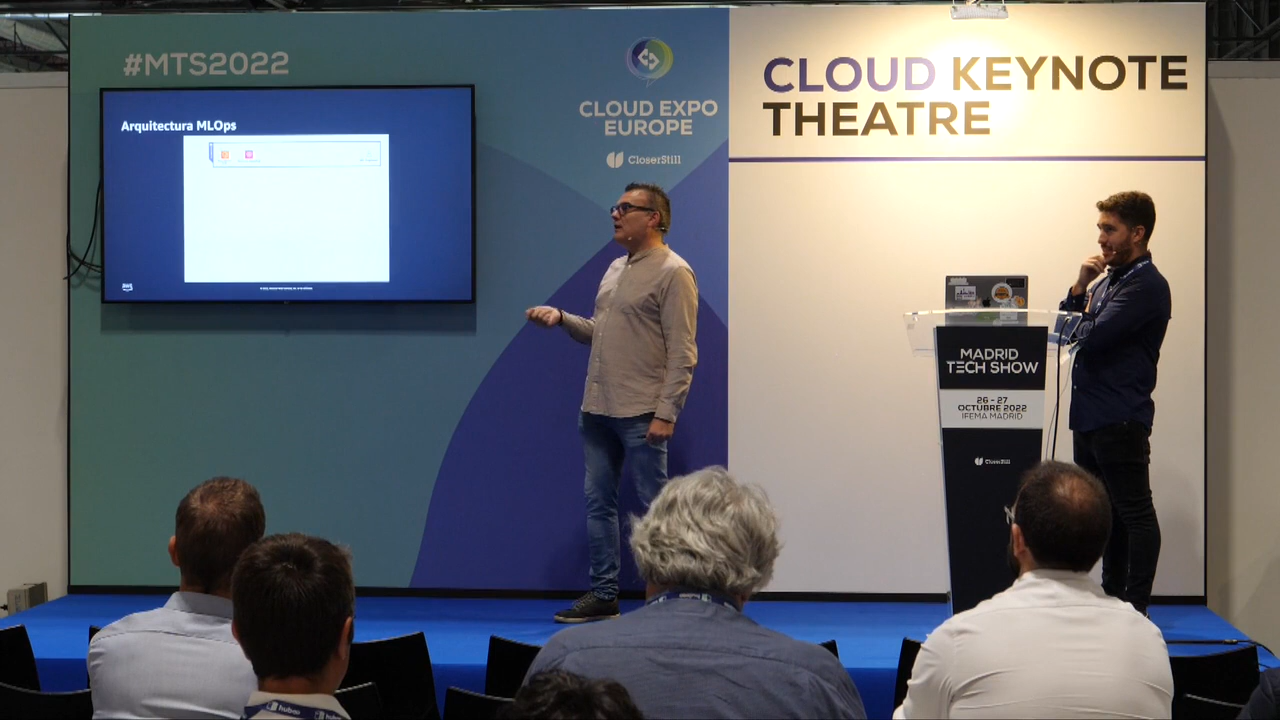 #MTS2022
Arquitectura MLOps
aws
CLOUD EXPO
EUROPE
CloserStill
CLOUD KEYNOTE
THEATRE
MADRID
TECH SHOW
26 - 27
OCTUBRE 2022
IFEMA MADRID
CloserStill